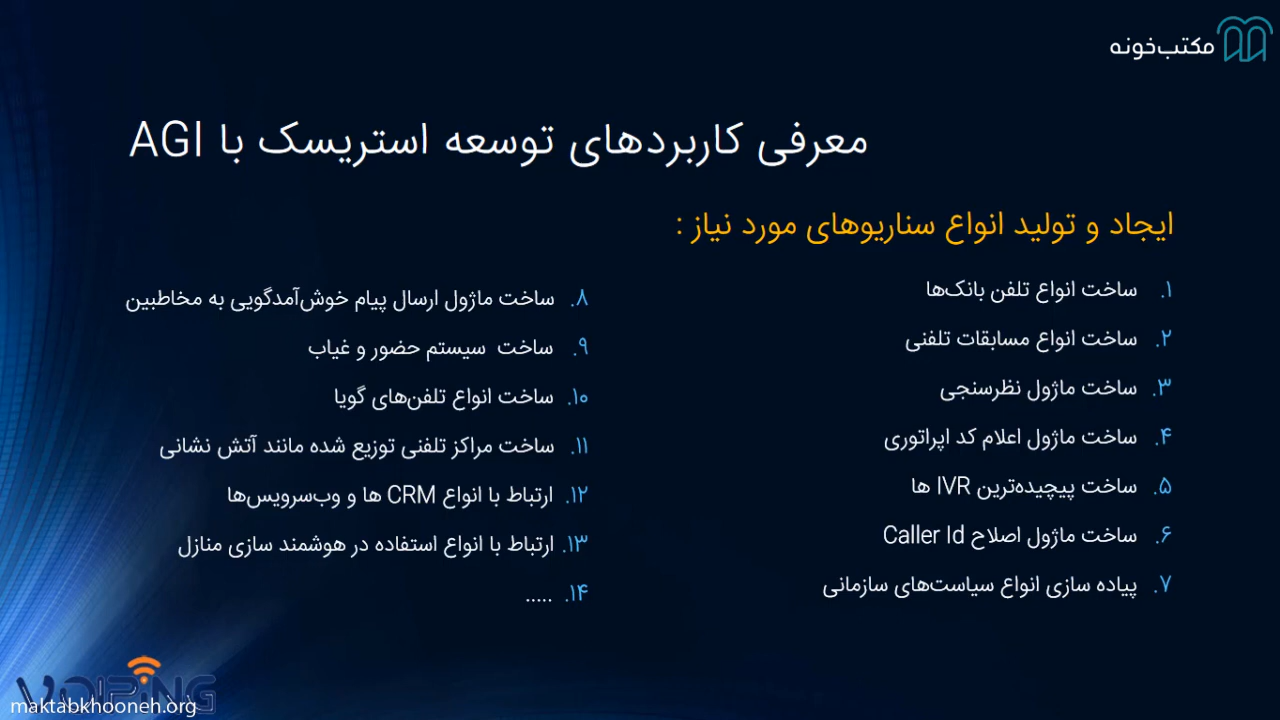 مکتب‌خونه
معرفی کاربردهای توسعه استریسک با AGI
ایجاد و تولید انواع سناریوهای مورد نیاز :
۱. ساخت انواع تلفن بانک‌ها
۲. ساخت انواع مسابقات تلفنی
۳. ساخت ماژول نظرسنجی
۴. ساخت ماژول اعلام کد اپراتوری
۵. ساخت پیچیده‌ترین IVR ها
۶. ساخت ماژول اصلاح Caller Id
۷. پیاده سازی انواع سیاست‌های سازمانی
۸. ساخت ماژول ارسال پیام خوش‌آمدگویی به مخاطبین
۹. ساخت سیستم حضور و غیاب
۱۰. ساخت انواع تلفن‌های گویا
۱۱. ساخت مراکز تلفنی توزیع شده مانند آتش نشانی
۱۲. ارتباط با انواع CRM ها و وب‌سرویس‌ها
۱۳. ارتباط با انواع استفاده در هوشمند سازی منازل
۱۴. .....
VOIPING
maktabkhooneh.org